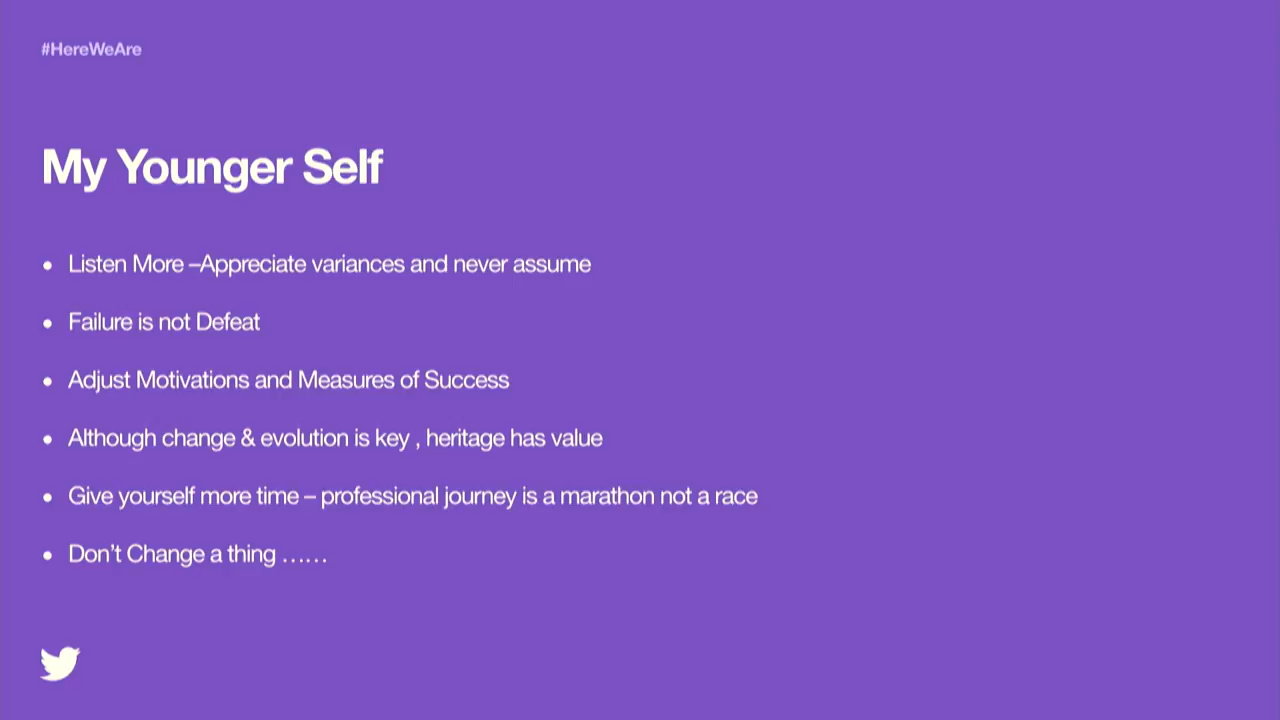 #HereWeAre
My Younger Self
• Listen More –Appreciate variances and never assume
• Failure is not Defeat
• Adjust Motivations and Measures of Success
• Although change & evolution is key , heritage has value
• Give yourself more time – professional journey is a marathon not a race
• Don’t Change a thing ……